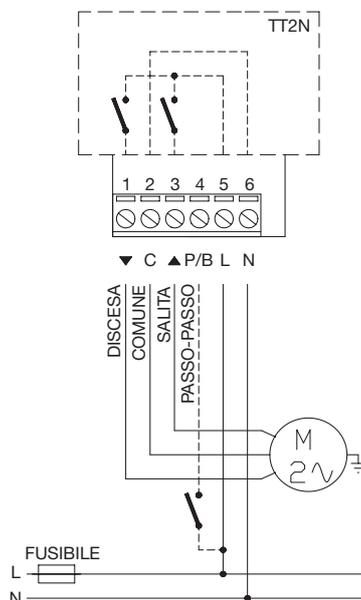 TT2N
1 2 3 4 5 6
▼ C ▲ P/B L N
DISCESA
COMUNE
SALITA
PASSO-PASSO
M
2∿
FUSIBILE
L
N